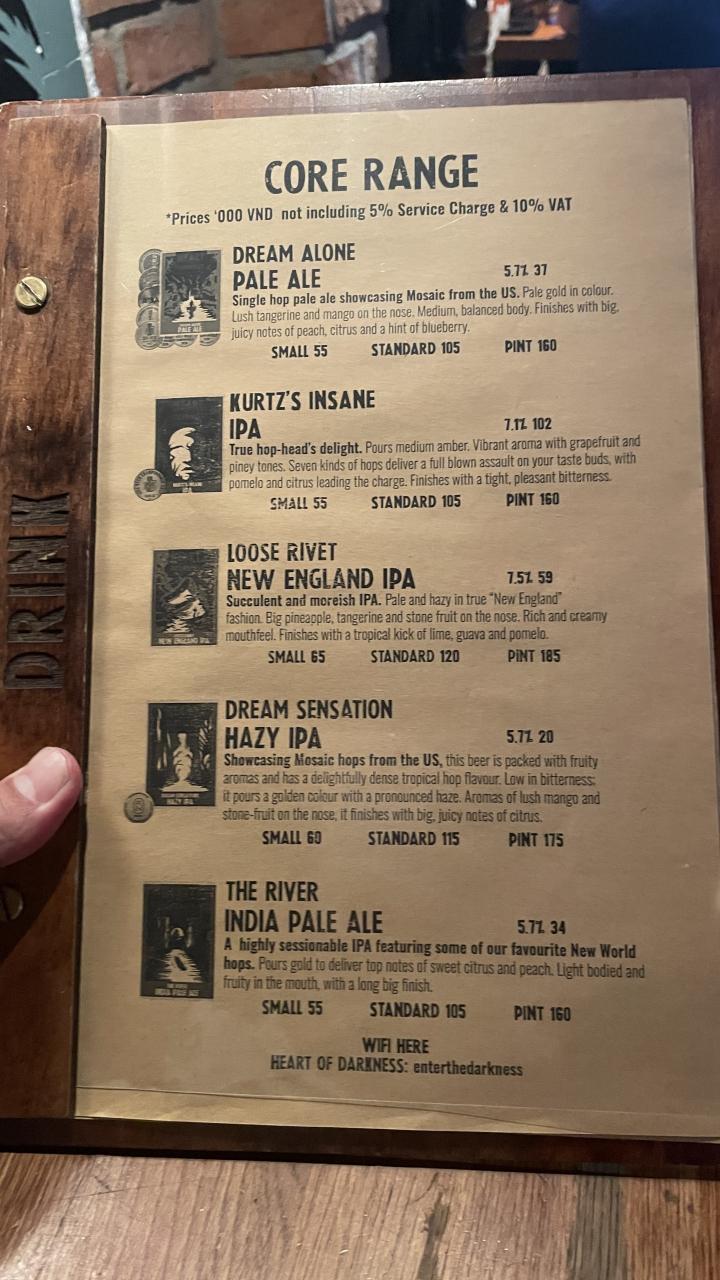 CORE RANGE
*Prices '000 VND not including 5% Service Charge & 10% VAT
DREAM ALONE
PALE ALE 5.7% 37
Single hop pale ale showcasing Mosaic from the US. Pale gold in colour.
Lush tangerine and mango on the nose. Medium, balanced body. Finishes with big,
juicy notes of peach, citrus and a hint of blueberry.
SMALL 55 STANDARD 105 PINT 160
KURTZ'S INSANE
IPA 7.1% 102
True hop-head's delight. Pours medium amber. Vibrant aroma with grapefruit and
piney tones. Seven kinds of hops deliver a full blown assault on your taste buds, with
pomelo and citrus leading the charge. Finishes with a tight, pleasant bitterness.
SMALL 55 STANDARD 105 PINT 160
LOOSE RIVET
NEW ENGLAND IPA 7.5% 59
Succulent and moreish IPA. Pale and hazy in true "New England"
fashion. Big pineapple, tangerine and stone fruit on the nose. Rich and creamy
mouthfeel. Finishes with a tropical kick of lime, guava and pomelo.
SMALL 65 STANDARD 120 PINT 185
DREAM SENSATION
HAZY IPA 5.7% 20
Showcasing Mosaic hops from the US, this beer is packed with fruity
aromas and has a delightfully dense tropical hop flavour. Low in bitterness;
it pours a golden colour with a pronounced haze. Aromas of lush mango and
stone-fruit on the nose, it finishes with big, juicy notes of citrus.
SMALL 60 STANDARD 115 PINT 175
THE RIVER
INDIA PALE ALE 5.7% 34
A highly sessionable IPA featuring some of our favourite New World
hops. Pours gold to deliver top notes of sweet citrus and peach. Light bodied and
fruity in the mouth, with a long big finish.
SMALL 55 STANDARD 105 PINT 160
WIFI HERE
HEART OF DARKNESS: enterthedarkness
DRINK
PALE ALE
NEW ENGLAND IPA
HAZY IPA
INDIA PALE ALE